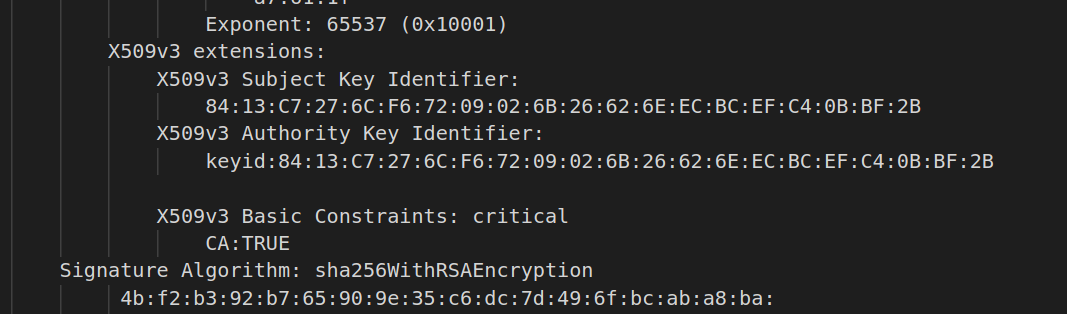 Exponent: 65537 (0x10001)
X509v3 extensions:
X509v3 Subject Key Identifier:
84:13:C7:27:6C:F6:72:09:02:6B:26:62:6E:EC:BC:EF:C4:0B:BF:2B
X509v3 Authority Key Identifier:
keyid:84:13:C7:27:6C:F6:72:09:02:6B:26:62:6E:EC:BC:EF:C4:0B:BF:2B
X509v3 Basic Constraints: critical
CA:TRUE
Signature Algorithm: sha256WithRSAEncryption
4b:f2:b3:92:b7:65:90:9e:35:c6:dc:7d:49:6f:bc:ab:a8:ba: